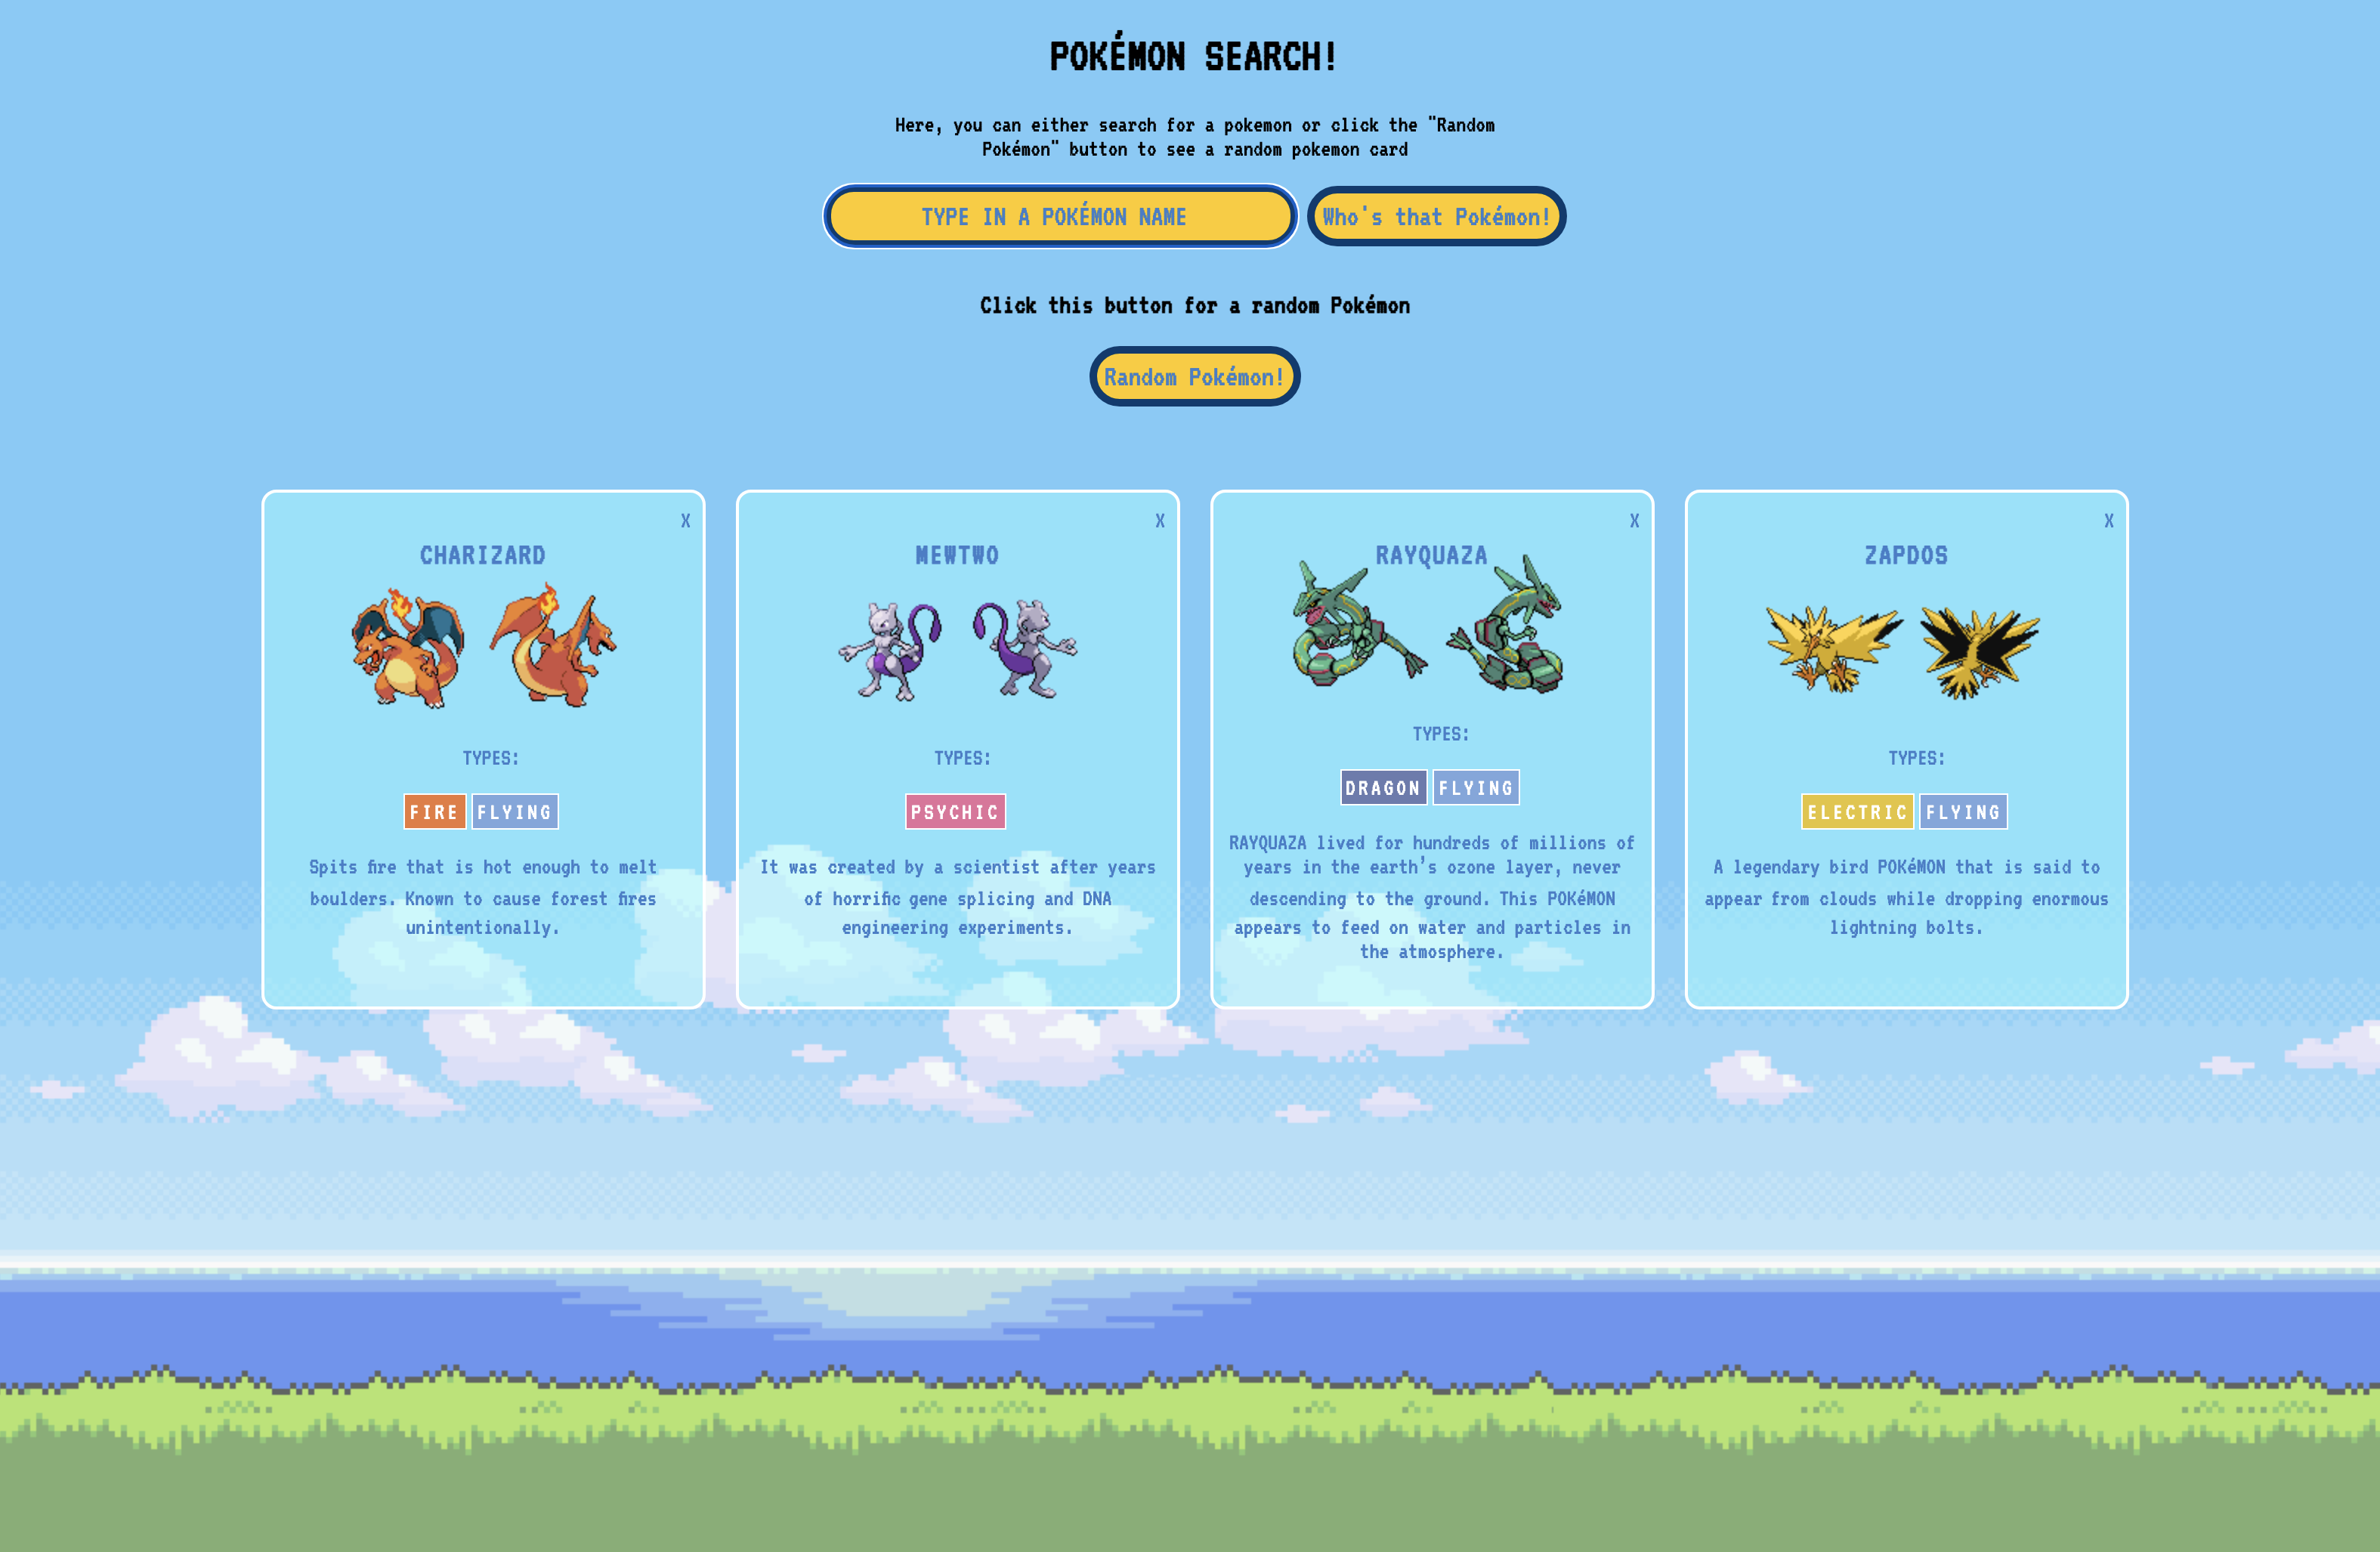 POKÉMON SEARCH!
Here, you can either search for a pokemon or click the "Random
Pokémon" button to see a random pokemon card
TYPE IN A POKÉMON NAME
Who's that Pokémon!
Click this button for a random Pokémon
Random Pokémon!
X
CHARIZARD
TYPES:
FIRE FLYING
Spits fire that is hot enough to melt
boulders. Known to cause forest fires
unintentionally.
X
MEWTWO
TYPES:
PSYCHIC
It was created by a scientist after years
of horrific gene splicing and DNA
engineering experiments.
X
RAYQUAZA
TYPES:
DRAGON FLYING
RAYQUAZA lived for hundreds of millions of
years in the earth’s ozone layer, never
descending to the ground. This POKéMON
appears to feed on water and particles in
the atmosphere.
X
ZAPDOS
TYPES:
ELECTRIC FLYING
A legendary bird POKéMON that is said to
appear from clouds while dropping enormous
lightning bolts.